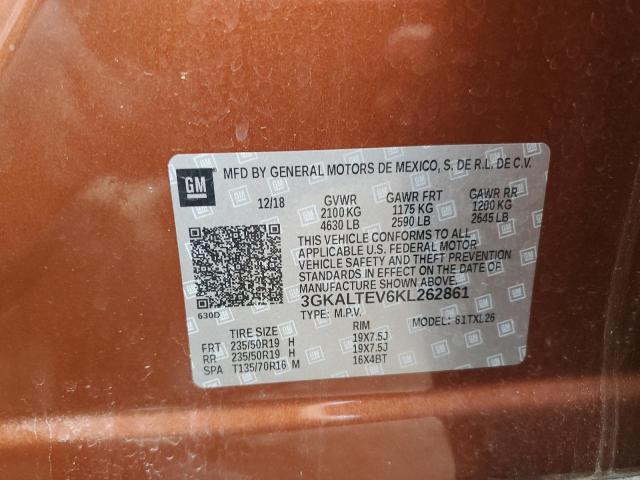 GM
MFD BY GENERAL MOTORS DE MEXICO, S. DE R.L. DE C.V.
12/18 GVWR GAWR FRT GAWR RR
2100 KG 1175 KG 1200 KG
4630 LB 2590 LB 2645 LB
THIS VEHICLE CONFORMS TO ALL
APPLICABLE U.S. FEDERAL MOTOR
VEHICLE SAFETY AND THEFT PREVENTION
STANDARDS IN EFFECT ON THE DATE OF
MANUFACTURE SHOWN ABOVE.
3GKALTEV6KL262861
630D TYPE: M.P.V. MODEL: 61TXL26
TIRE SIZE RIM
FRT 235/50R19 H 19X7.5J
RR 235/50R19 H 19X7.5J
SPA T135/70R16 M 16X4BT